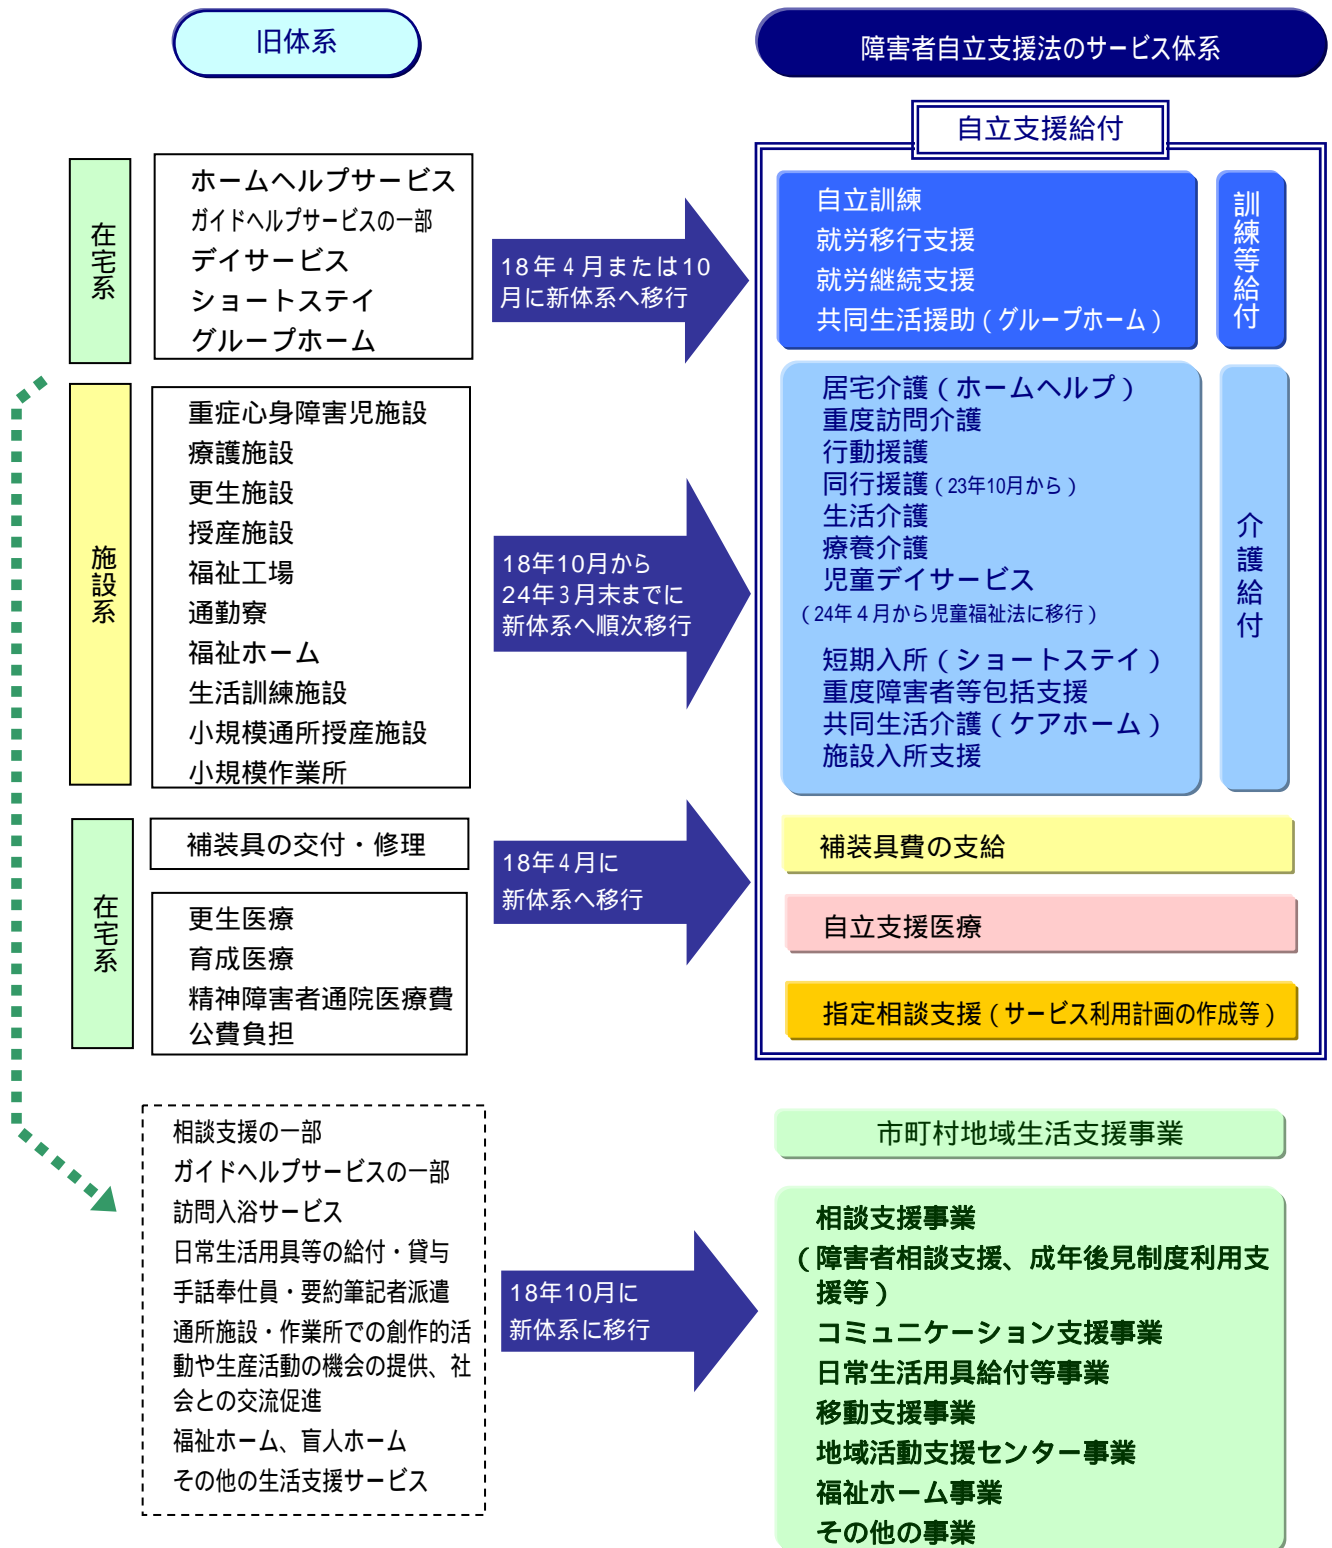 旧体系
障害者自立支援法のサービス体系
自立支援給付
在宅系
ホームヘルプサービス
ガイドヘルプサービスの一部
デイサービス
ショートステイ
グループホーム
18年4月または10
月に新体系へ移行
自立訓練
就労移行支援
就労継続支援
共同生活援助（グループホーム）
訓練等給付
施設系
重症心身障害児施設
療護施設
更生施設
授産施設
福祉工場
通勤寮
福祉ホーム
生活訓練施設
小規模通所授産施設
小規模作業所
18年10月から
24年3月末までに
新体系へ順次移行
居宅介護（ホームヘルプ）
重度訪問介護
行動援護
同行援護（23年10月から）
生活介護
療養介護
児童デイサービス
（24年4月から児童福祉法に移行）
短期入所（ショートステイ）
重度障害者等包括支援
共同生活介護（ケアホーム）
施設入所支援
介護給付
在宅系
補装具の交付・修理
更生医療
育成医療
精神障害者通院医療費
公費負担
18年4月に
新体系へ移行
補装具費の支給
自立支援医療
指定相談支援（サービス利用計画の作成等）
相談支援の一部
ガイドヘルプサービスの一部
訪問入浴サービス
日常生活用具等の給付・貸与
手話奉仕員・要約筆記者派遣
通所施設・作業所での創作的活
動や生産活動の機会の提供、社
会との交流促進
福祉ホーム、盲人ホーム
その他の生活支援サービス
18年10月に
新体系に移行
市町村地域生活支援事業
相談支援事業
（障害者相談支援、成年後見制度利用支
援等）
コミュニケーション支援事業
日常生活用具給付等事業
移動支援事業
地域活動支援センター事業
福祉ホーム事業
その他の事業